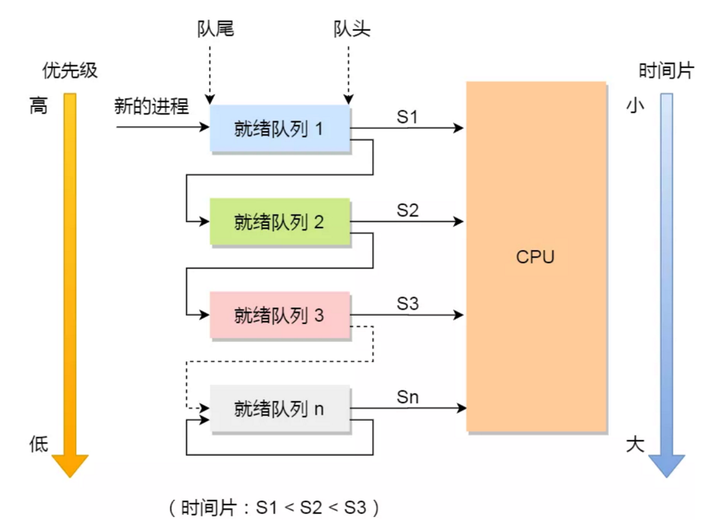 队尾
队头
优先级
时间片
高
新的进程
就绪队列 1
S1
小
就绪队列 2
S2
CPU
就绪队列 3
S3
就绪队列 n
Sn
低
大
（时间片：S1 < S2 < S3）